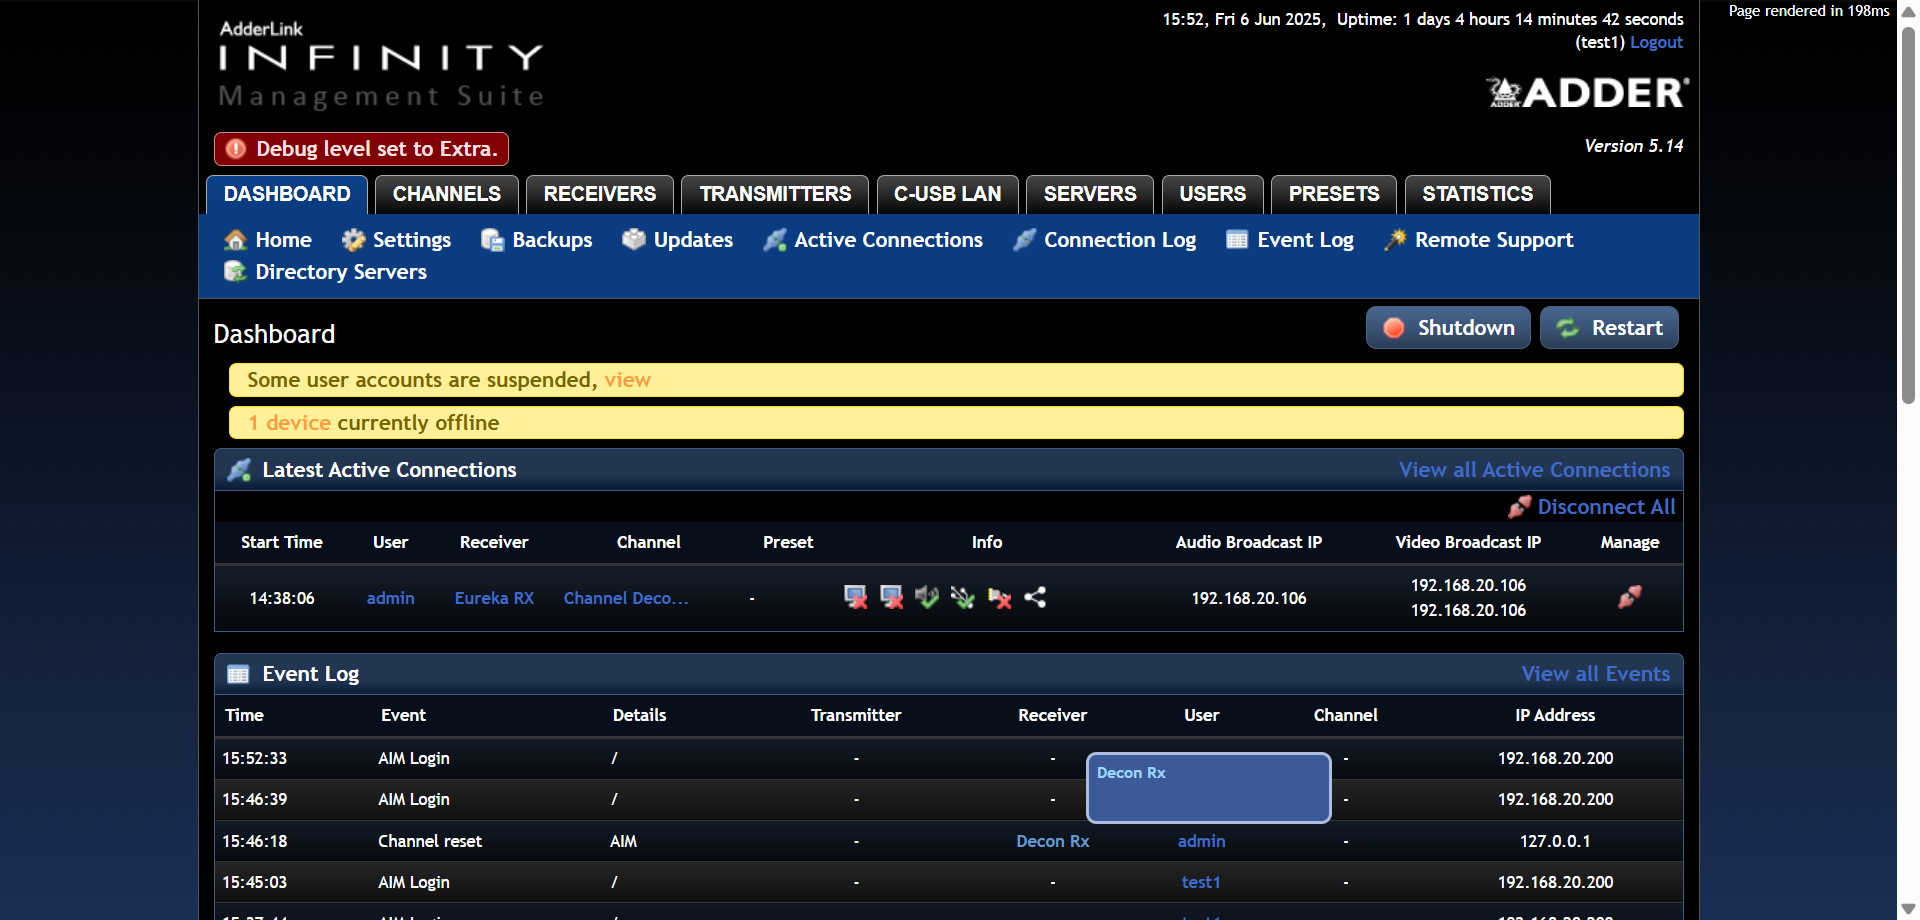 Page rendered in 198ms
15:52, Fri 6 Jun 2025, Uptime: 1 days 4 hours 14 minutes 42 seconds
(test1) Logout
AdderLink
INFINITY
Management Suite
ADDER
Debug level set to Extra.
Version 5.14
DASHBOARD CHANNELS RECEIVERS TRANSMITTERS C-USB LAN SERVERS USERS PRESETS STATISTICS
Home Settings Backups Updates Active Connections Connection Log Event Log Remote Support
Directory Servers
Dashboard
Shutdown Restart
Some user accounts are suspended, view
1 device currently offline
Latest Active Connections View all Active Connections
Disconnect All
Start Time User Receiver Channel Preset Info Audio Broadcast IP Video Broadcast IP Manage
14:38:06 admin Eureka RX Channel Deco... - 192.168.20.106 192.168.20.106
192.168.20.106
Event Log View all Events
Time Event Details Transmitter Receiver User Channel IP Address
15:52:33 AIM Login / - - - 192.168.20.200
Decon Rx
15:46:39 AIM Login / - - - 192.168.20.200
15:46:18 Channel reset AIM - Decon Rx admin - 127.0.0.1
15:45:03 AIM Login / - - test1 - 192.168.20.200